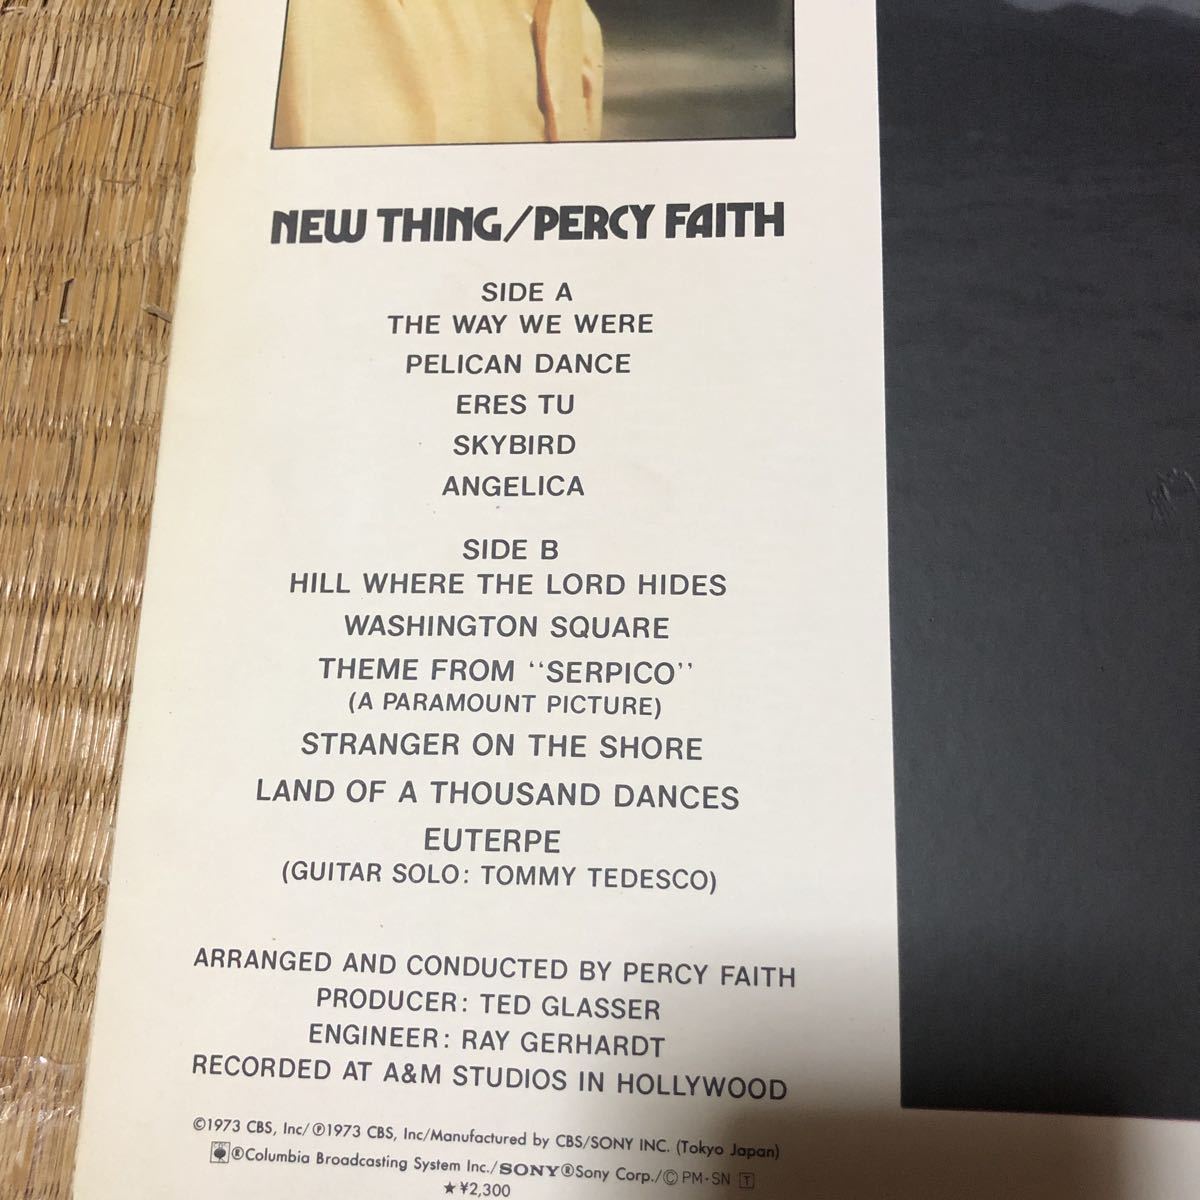 NEW THING/PERCY FAITH
SIDE A
THE WAY WE WERE
PELICAN DANCE
ERES TU
SKYBIRD
ANGELICA
SIDE B
HILL WHERE THE LORD HIDES
WASHINGTON SQUARE
THEME FROM "SERPICO"
(A PARAMOUNT PICTURE)
STRANGER ON THE SHORE
LAND OF A THOUSAND DANCES
EUTERPE
(GUITAR SOLO: TOMMY TEDESCO)
ARRANGED AND CONDUCTED BY PERCY FAITH
PRODUCER: TED GLASSER
ENGINEER: RAY GERHARDT
RECORDED AT A&M STUDIOS IN HOLLYWOOD
©1973 CBS, Inc/℗1973 CBS, Inc/Manufactured by CBS/SONY INC. (Tokyo Japan)
®Columbia Broadcasting System Inc./SONY®Sony Corp./Ⓒ PM·SN T
★¥2,300